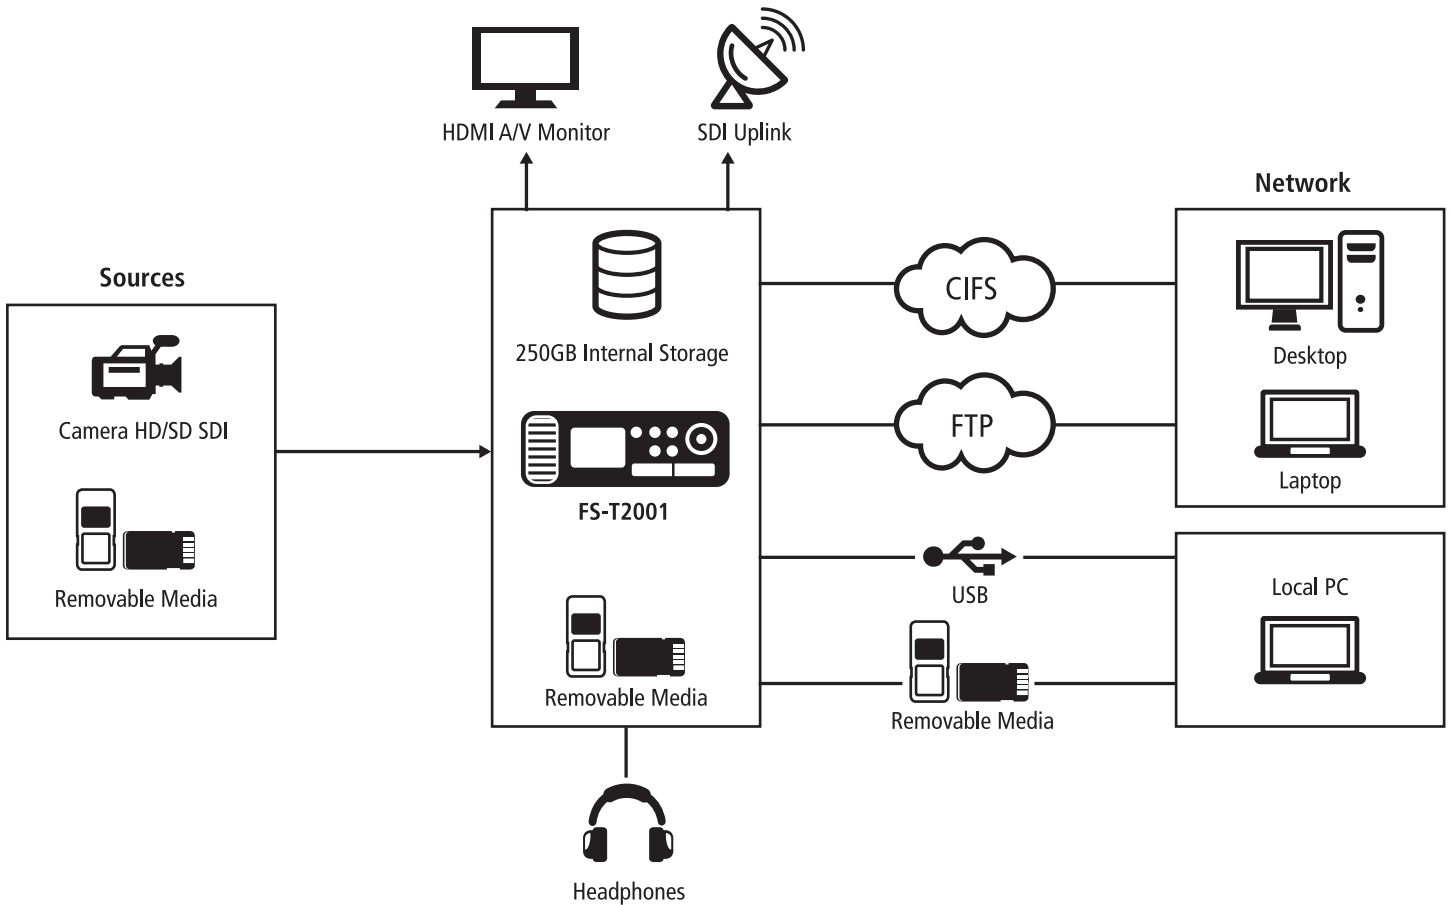 HDMI A/V Monitor
SDI Uplink
Network
Sources
CIFS
250GB Internal Storage
Desktop
Camera HD/SD SDI
FTP
Laptop
FS-T2001
Removable Media
USB
Local PC
Removable Media
Removable Media
Headphones